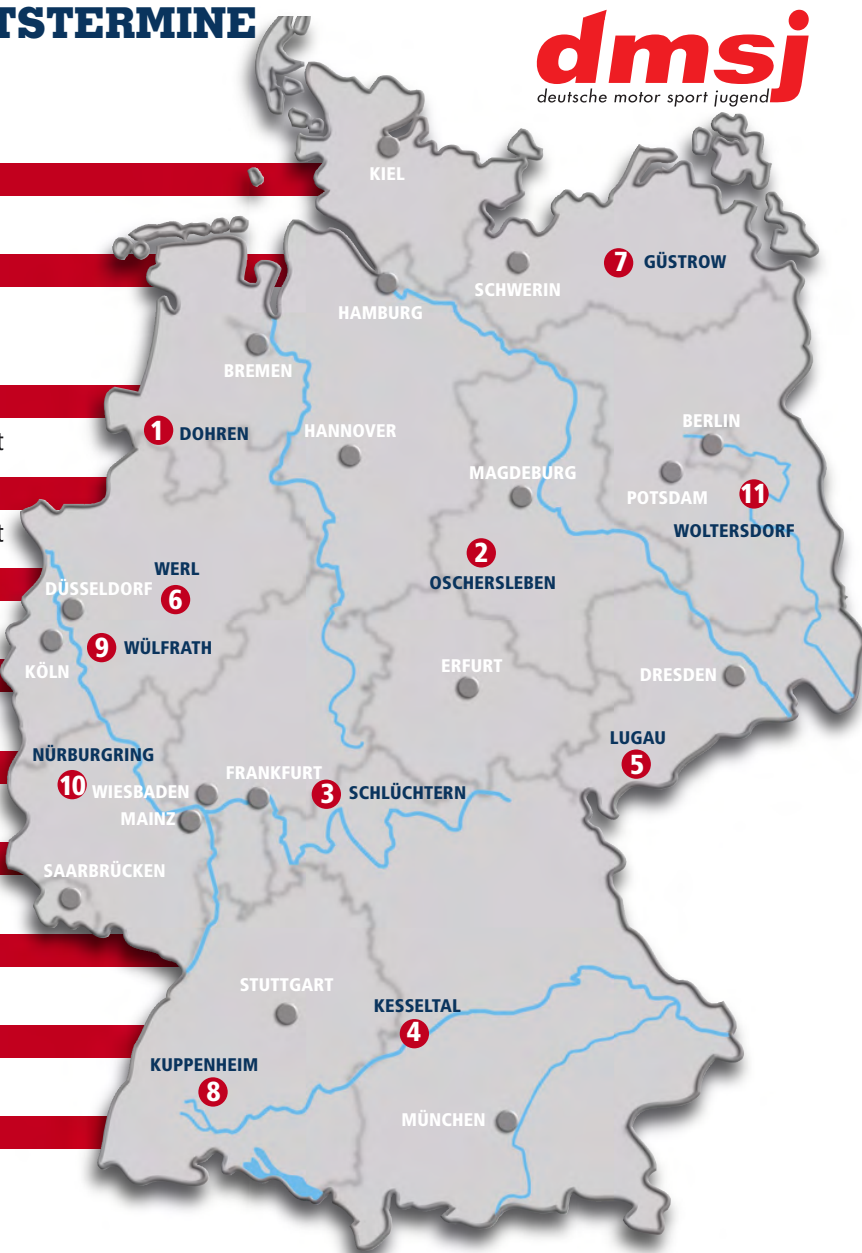 TSTERMINE
dmsj
deutsche motor sport jugend
KIEL
7 GÜSTROW
SCHWERIN
HAMBURG
BREMEN
BERLIN
1 DOHREN
HANNOVER
t
MAGDEBURG
POTSDAM
11
WOLTERSDORF
t
2
OSCHERSLEBEN
WERL
DÜSSELDORF
6
9 WÜLFRATH
KÖLN
ERFURT
DRESDEN
LUGAU
5
NÜRBURGRING
10
WIESBADEN
FRANKFURT
3 SCHLÜCHTERN
MAINZ
SAARBRÜCKEN
STUTTGART
KESSELTAL
4
KUPPENHEIM
8
MÜNCHEN